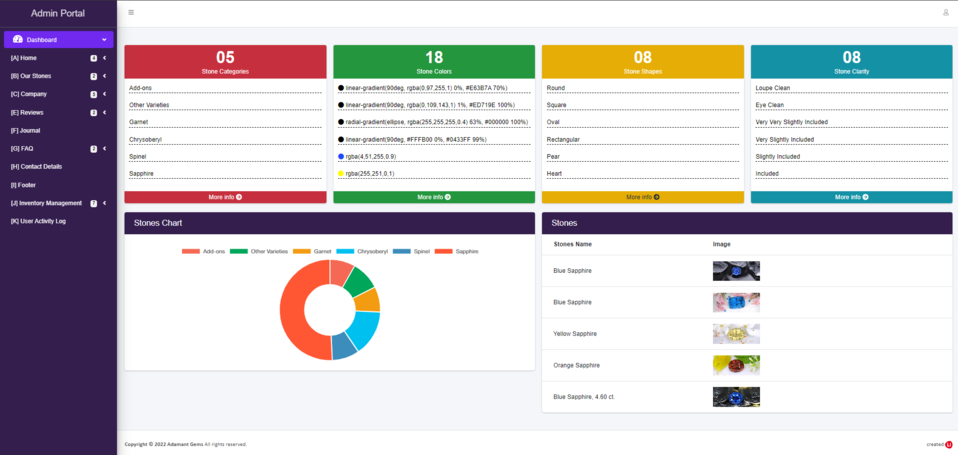 Admin Portal
Dashboard
[A] Home 4
[B] Our Stones 2
[C] Company 5
[E] Reviews 2
[F] Journal
[G] FAQ 2
[H] Contact Details
[I] Footer
[J] Inventory Management 7
[K] User Activity Log
05
Stone Categories
Add-ons
Other Varieties
Garnet
Chrysoberyl
Spinel
Sapphire
More info
18
Stone Colors
linear-gradient(90deg, rgba(0,97,255,1) 0%, #E63B7A 70%)
linear-gradient(90deg, rgba(0,109,143,1) 1%, #ED719E 100%)
radial-gradient(ellipse, rgba(255,255,255,0.4) 63%, #000000 100%)
linear-gradient(90deg, #FFFB00 0%, #0433FF 99%)
rgba(4,51,255,0.9)
rgba(255,251,0,1)
More info
08
Stone Shapes
Round
Square
Oval
Rectangular
Pear
Heart
More info
08
Stone Clarity
Loupe Clean
Eye Clean
Very Very Slightly Included
Very Slightly Included
Slightly Included
Included
More info
Stones Chart
Add-ons Other Varieties Garnet Chrysoberyl Spinel Sapphire
Stones
Stones Name Image
Blue Sapphire
Blue Sapphire
Yellow Sapphire
Orange Sapphire
Blue Sapphire, 4.60 ct.
Copyright © 2022 Adamant Gems All rights reserved.
created